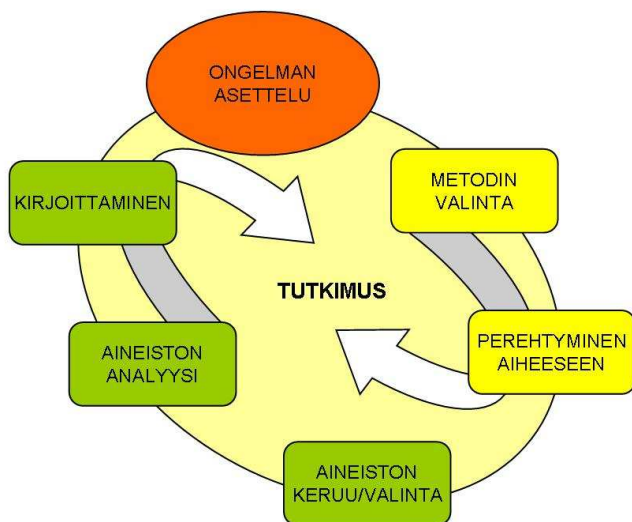 ONGELMAN
ASETTELU
KIRJOITTAMINEN
METODIN
VALINTA
TUTKIMUS
AINEISTON
ANALYYSI
PEREHTYMINEN
AIHEESEEN
AINEISTON
KERUU/VALINTA